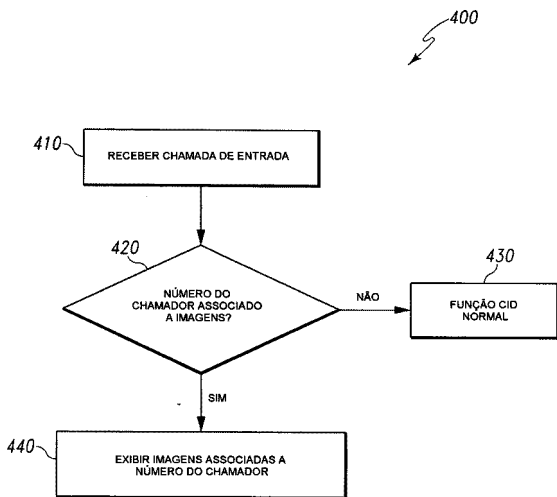 400
410
RECEBER CHAMADA DE ENTRADA
420
NÚMERO DO
CHAMADOR ASSOCIADO
A IMAGENS?
NÃO
430
FUNÇÃO CID
NORMAL
SIM
440
EXIBIR IMAGENS ASSOCIADAS A
NÚMERO DO CHAMADOR